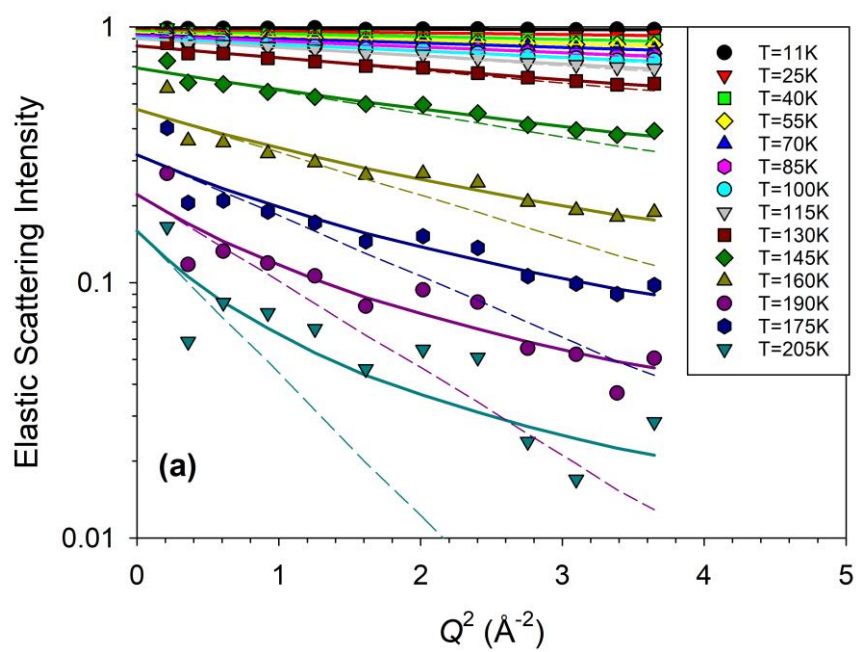 1
0.1
0.01
Elastic Scattering Intensity
(a)
0
1
2
3
4
5
Q² (Å⁻²)
T=11K
T=25K
T=40K
T=55K
T=70K
T=85K
T=100K
T=115K
T=130K
T=145K
T=160K
T=190K
T=175K
T=205K